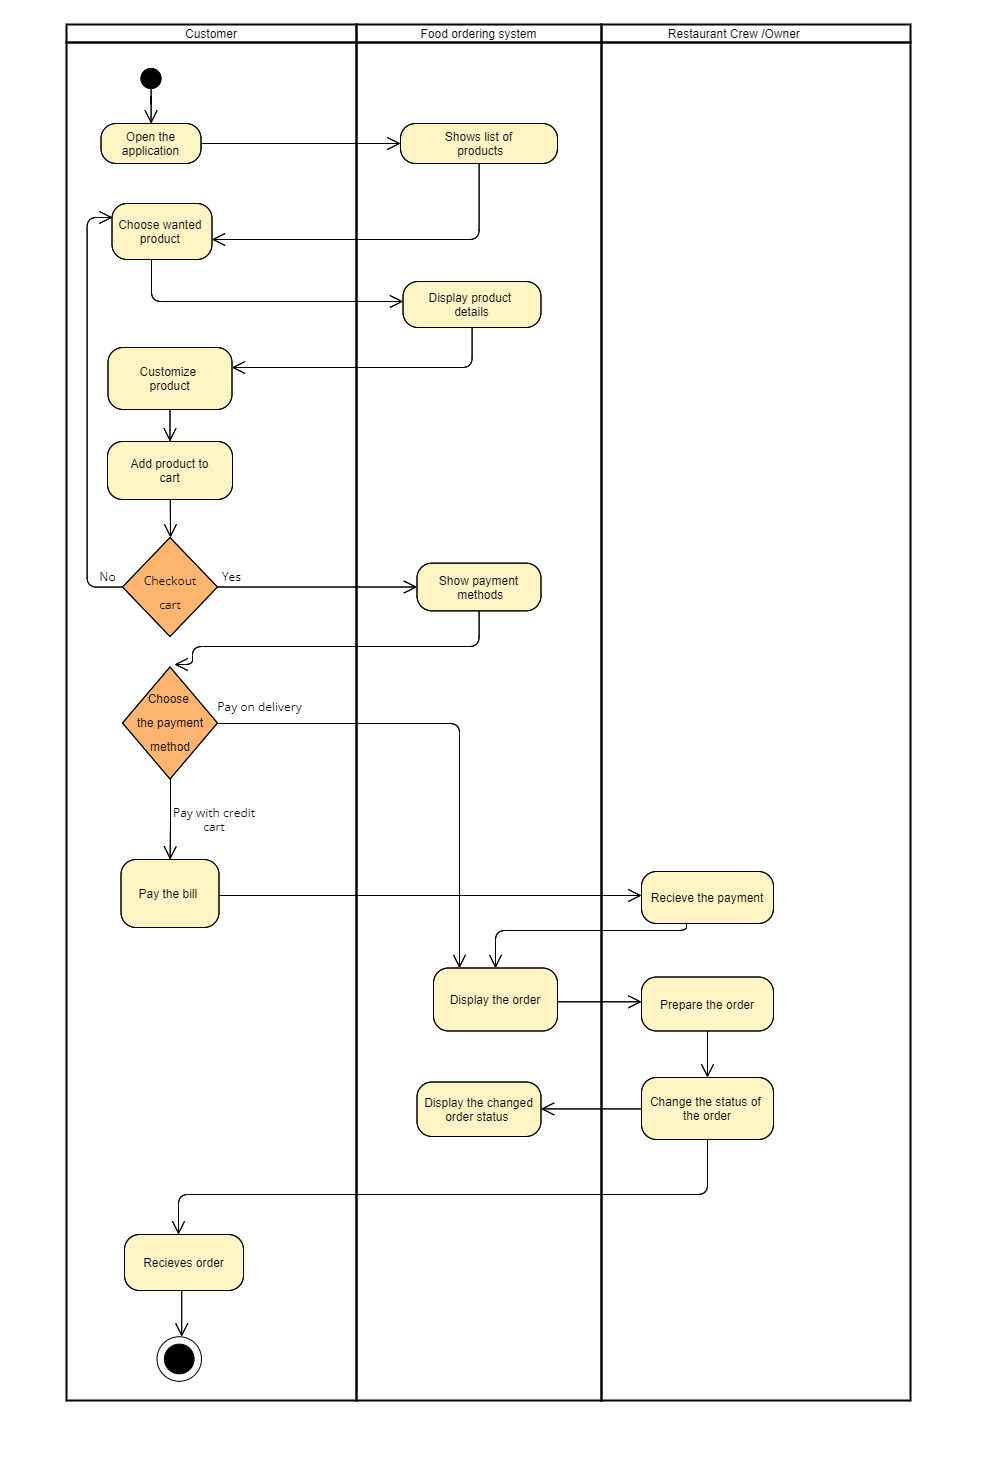 Customer
Food ordering system
Restaurant Crew /Owner
Open the
application
Shows list of
products
Choose wanted
product
Display product
details
Customize
product
Add product to
cart
No
Checkout
cart
Yes
Show payment
methods
Choose
the payment
method
Pay on delivery
Pay with credit
cart
Pay the bill
Recieve the payment
Display the order
Prepare the order
Display the changed
order status
Change the status of
the order
Recieves order